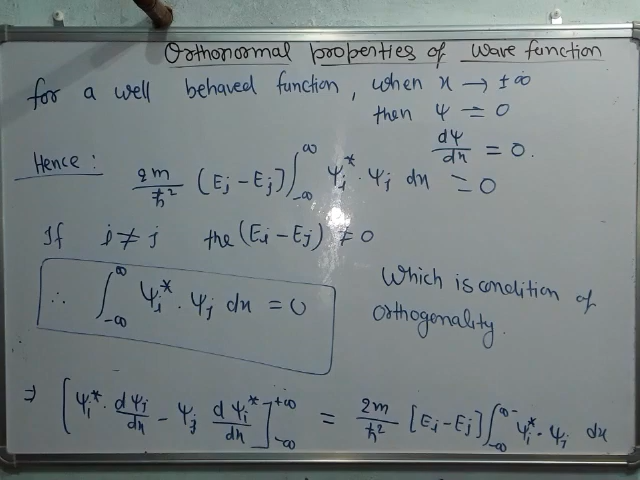 Orthonormal properties of wave function
for a well behaved function, when x → ± ∞
then ψ = 0
dψ/dx = 0.
Hence: 2m/ħ² (Ej - Ej) ∫_{-∞}^{∞} ψi* . ψj dx = 0
If i ≠ j the (Ei - Ej) ≠ 0
∴ ∫_{-∞}^{∞} ψi* . ψj dx = 0 Which is condition of
orthogonality.
⇒ [ψi* . dψj/dx - ψj dψi*/dx]_{-∞}^{+∞} = 2m/ħ² [Ei - Ej] ∫_{-∞}^{∞} ψi* . ψj dx